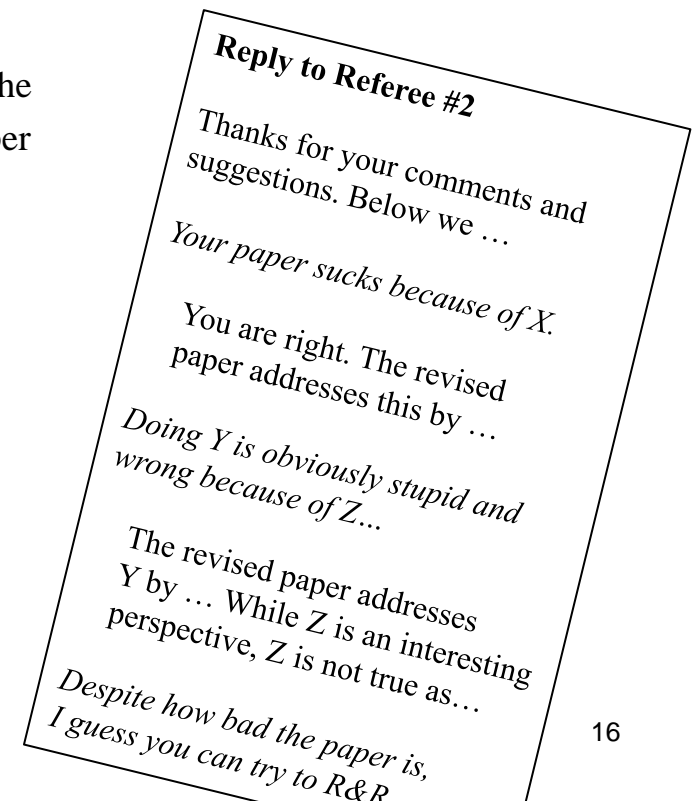 he
er
Reply to Referee #2
Thanks for your comments and
suggestions. Below we …
Your paper sucks because of X.
You are right. The revised
paper addresses this by …
Doing Y is obviously stupid and
wrong because of Z...
The revised paper addresses
Y by … While Z is an interesting
perspective, Z is not true as…
Despite how bad the paper is,
I guess you can try to R&R
16